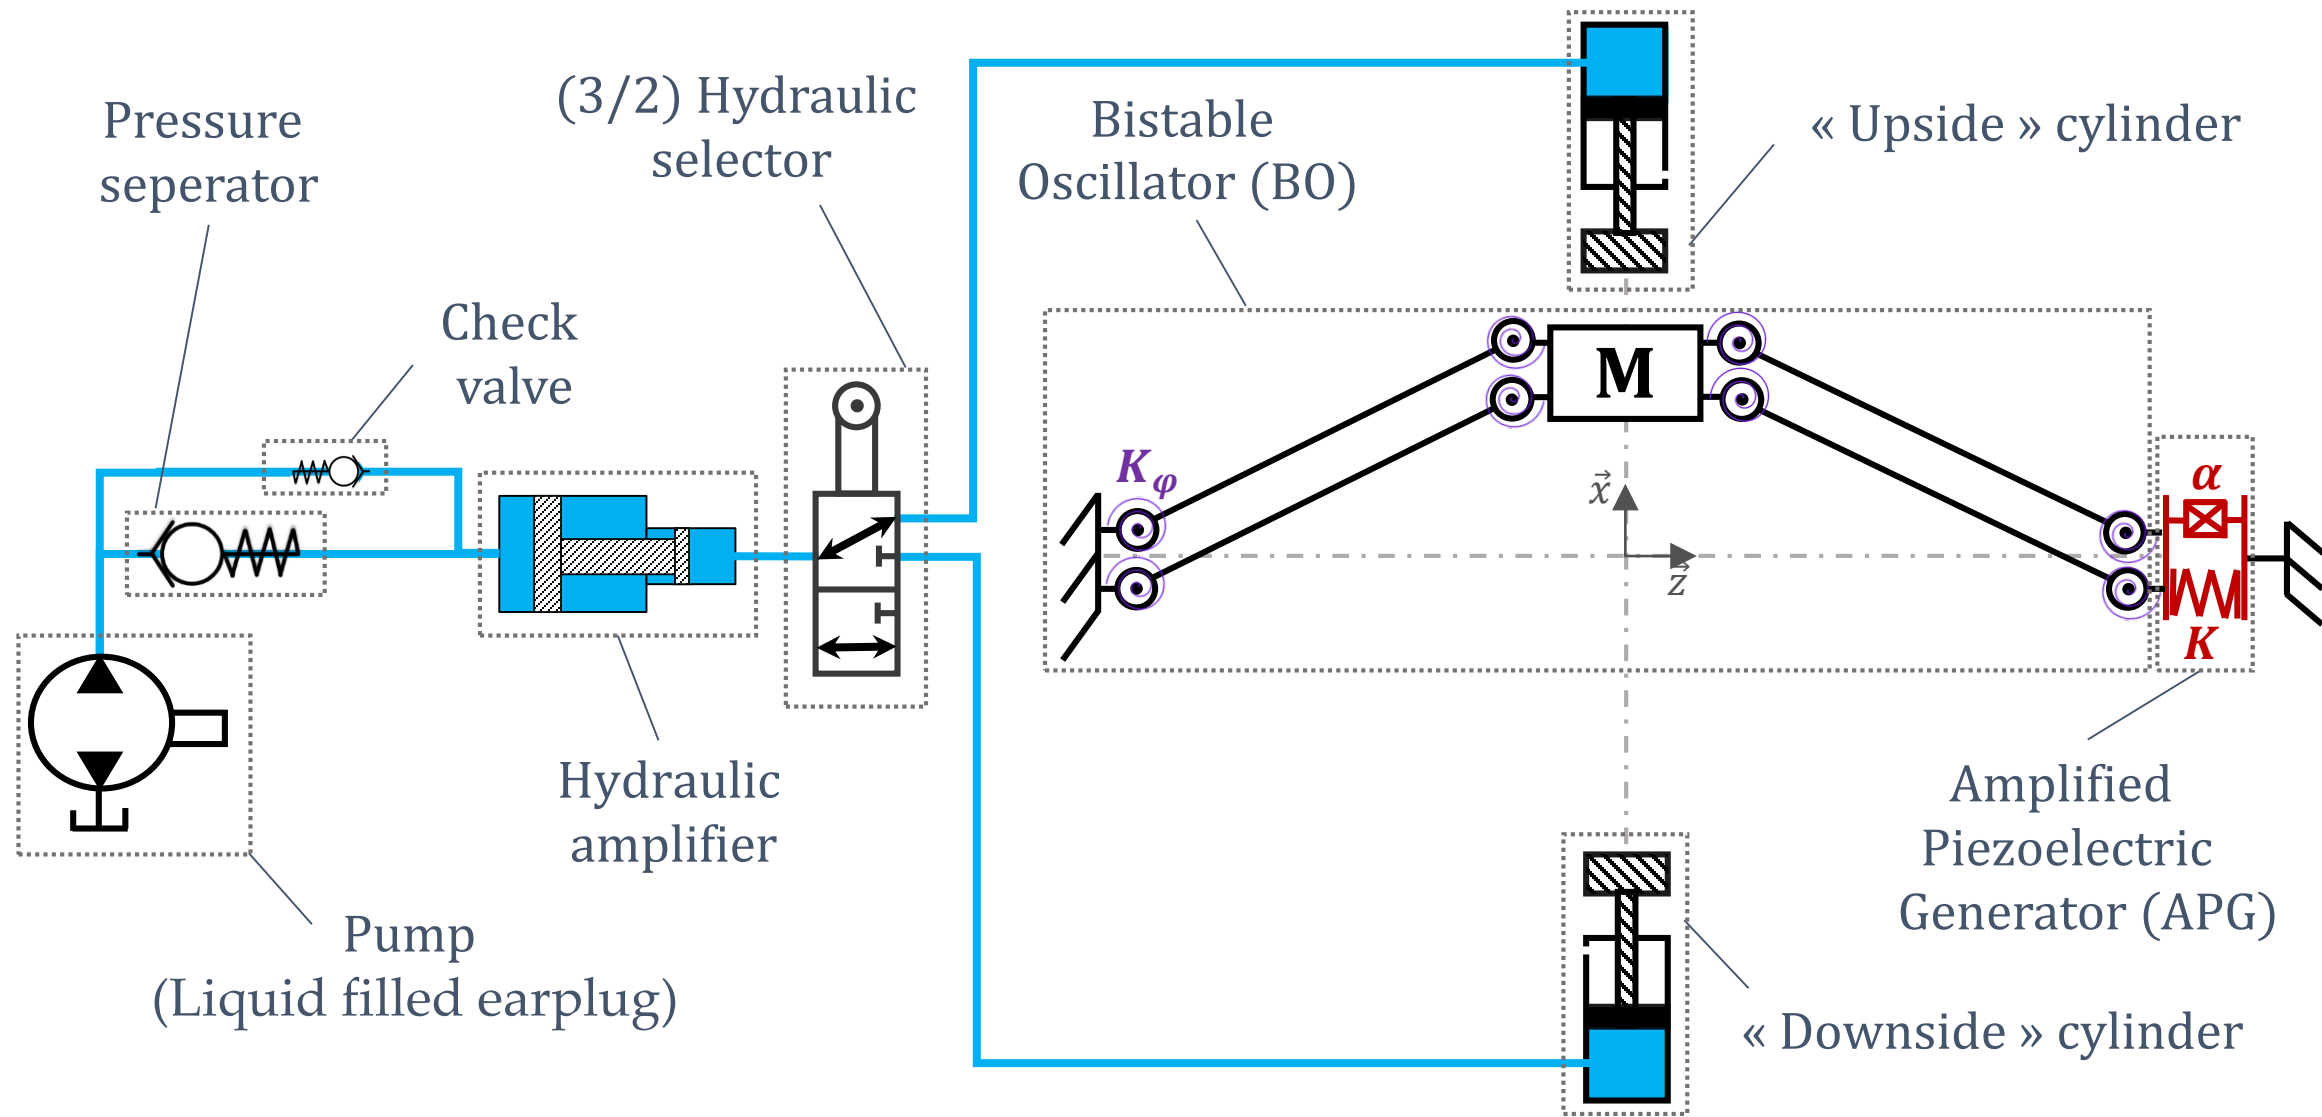 Pressure
seperator
(3/2) Hydraulic
selector
Bistable
Oscillator (BO)
« Upside » cylinder
Check
valve
M
K φ
x
z
α
K
Hydraulic
amplifier
Amplified
Piezoelectric
Generator (APG)
Pump
(Liquid filled earplug)
« Downside » cylinder